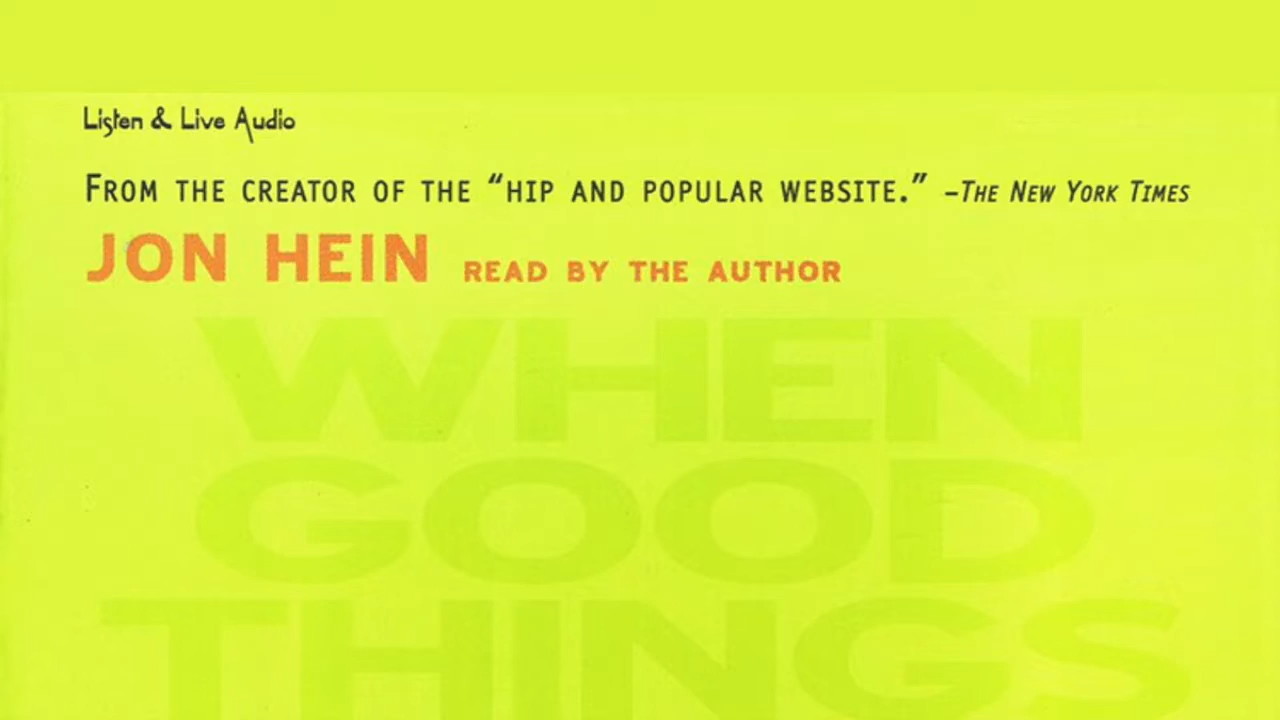 Listen & Live Audio
FROM THE CREATOR OF THE “HIP AND POPULAR WEBSITE.” –THE NEW YORK TIMES
JON HEIN READ BY THE AUTHOR
WHEN
GOOD
THINGS